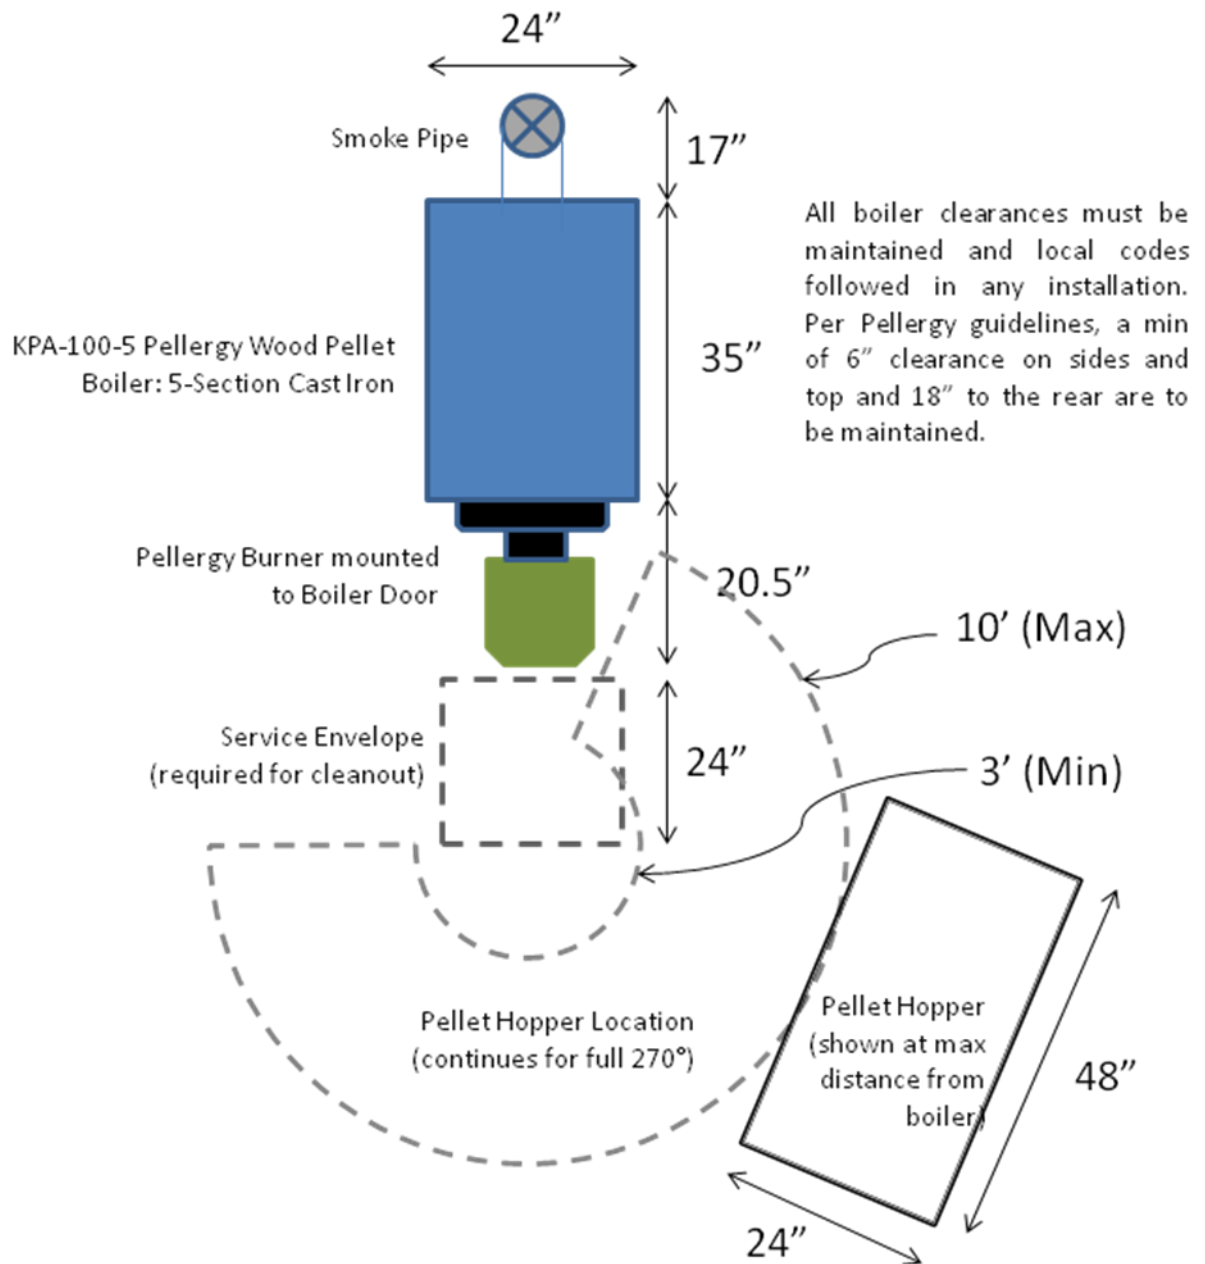 24”
Smoke Pipe
17”
All boiler clearances must be
maintained and local codes
followed in any installation.
Per Pellergy guidelines, a min
of 6” clearance on sides and
top and 18” to the rear are to
be maintained.
KPA-100-5 Pellergy Wood Pellet
Boiler: 5-Section Cast Iron
35”
Pellergy Burner mounted
to Boiler Door
20.5”
10’ (Max)
Service Envelope
(required for cleanout)
24”
3’ (Min)
Pellet Hopper Location
(continues for full 270°)
Pellet Hopper
(shown at max
distance from
boiler)
48”
24”